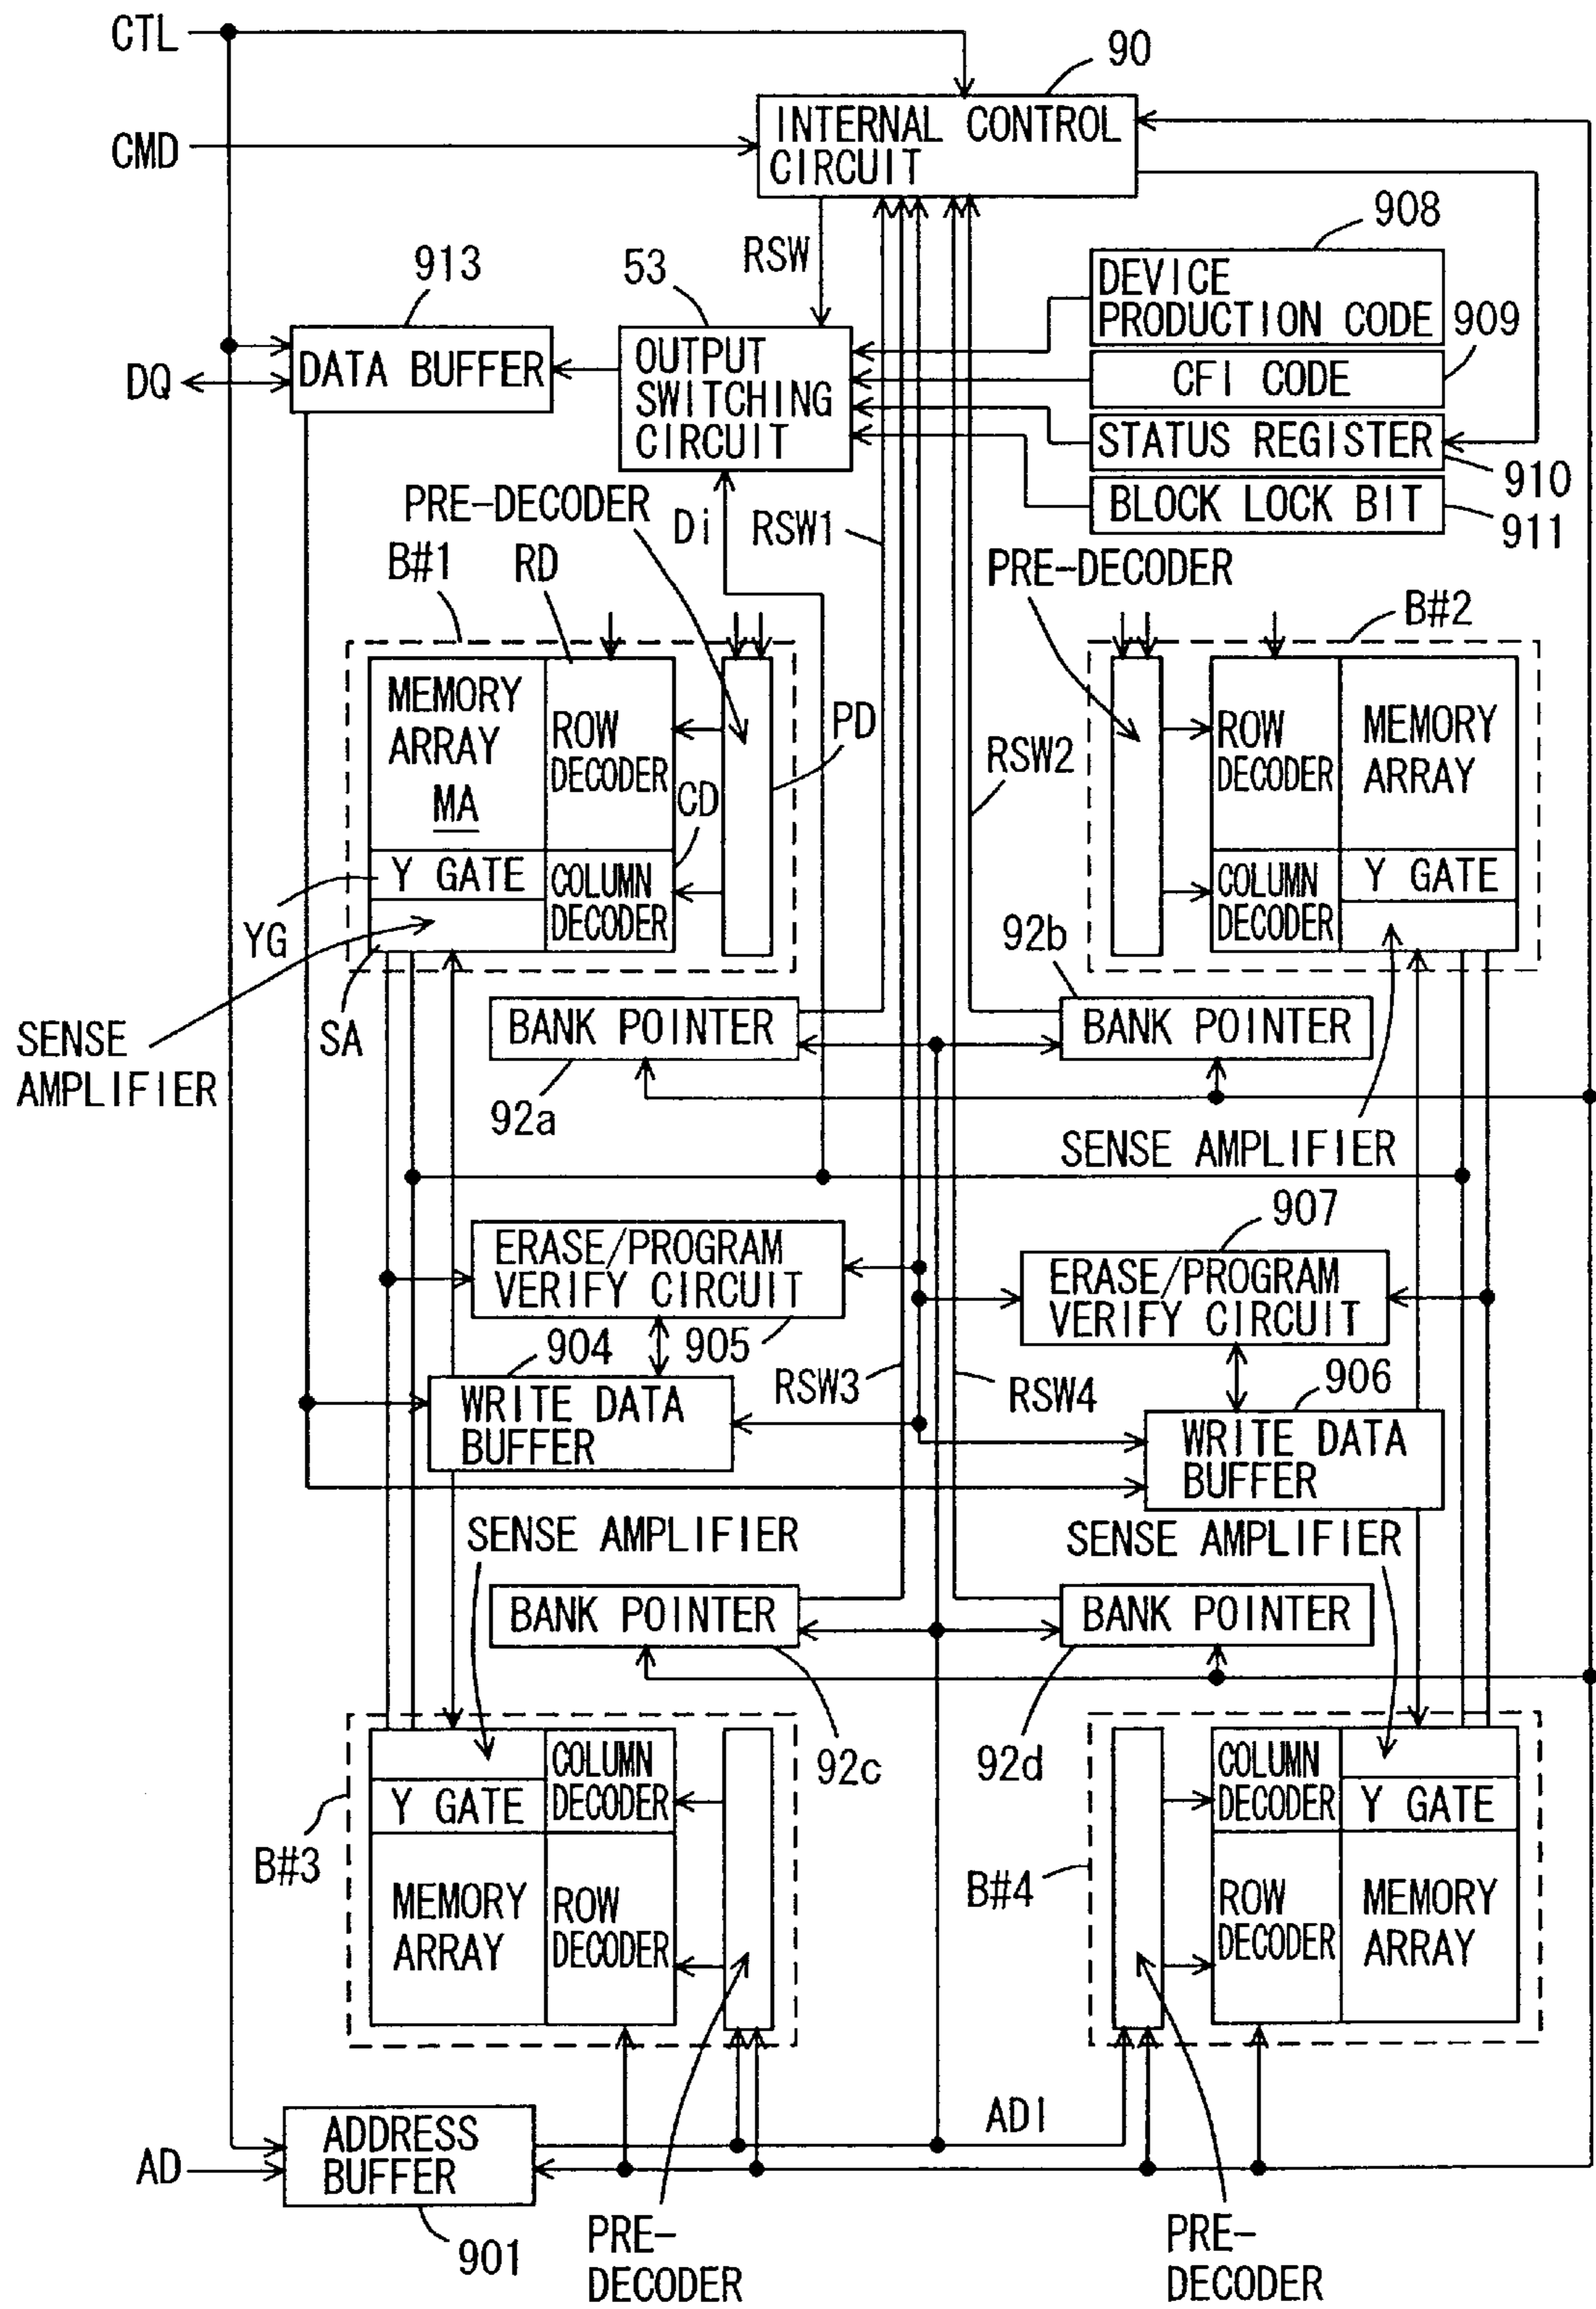 CTL
90
INTERNAL CONTROL
CIRCUIT
CMD
908
RSW
913
53
DEVICE
PRODUCTION CODE
909
OUTPUT
SWITCHING
CIRCUIT
DATA BUFFER
DQ
CFI CODE
STATUS REGISTER
910
BLOCK LOCK BIT
911
PRE-DECODER
Di
RSW1
B#1
RD
PRE-DECODER
B#2
MEMORY
ARRAY
MA
ROW
DECODER
PD
CD
RSW2
ROW
DECODER
MEMORY
ARRAY
Y GATE
COLUMN
DECODER
COLUMN
DECODER
Y GATE
YG
92b
SENSE
AMPLIFIER
SA
BANK POINTER
BANK POINTER
92a
SENSE AMPLIFIER
907
ERASE/PROGRAM
VERIFY CIRCUIT
ERASE/PROGRAM
VERIFY CIRCUIT
904
905
RSW3
RSW4
906
WRITE DATA
BUFFER
WRITE DATA
BUFFER
SENSE AMPLIFIER
SENSE AMPLIFIER
BANK POINTER
BANK POINTER
92c
92d
COLUMN
DECODER
Y GATE
COLUMN
DECODER
Y GATE
B#3
B#4
MEMORY
ARRAY
ROW
DECODER
ROW
DECODER
MEMORY
ARRAY
ADI
AD
ADDRESS
BUFFER
901
PRE-
DECODER
PRE-
DECODER